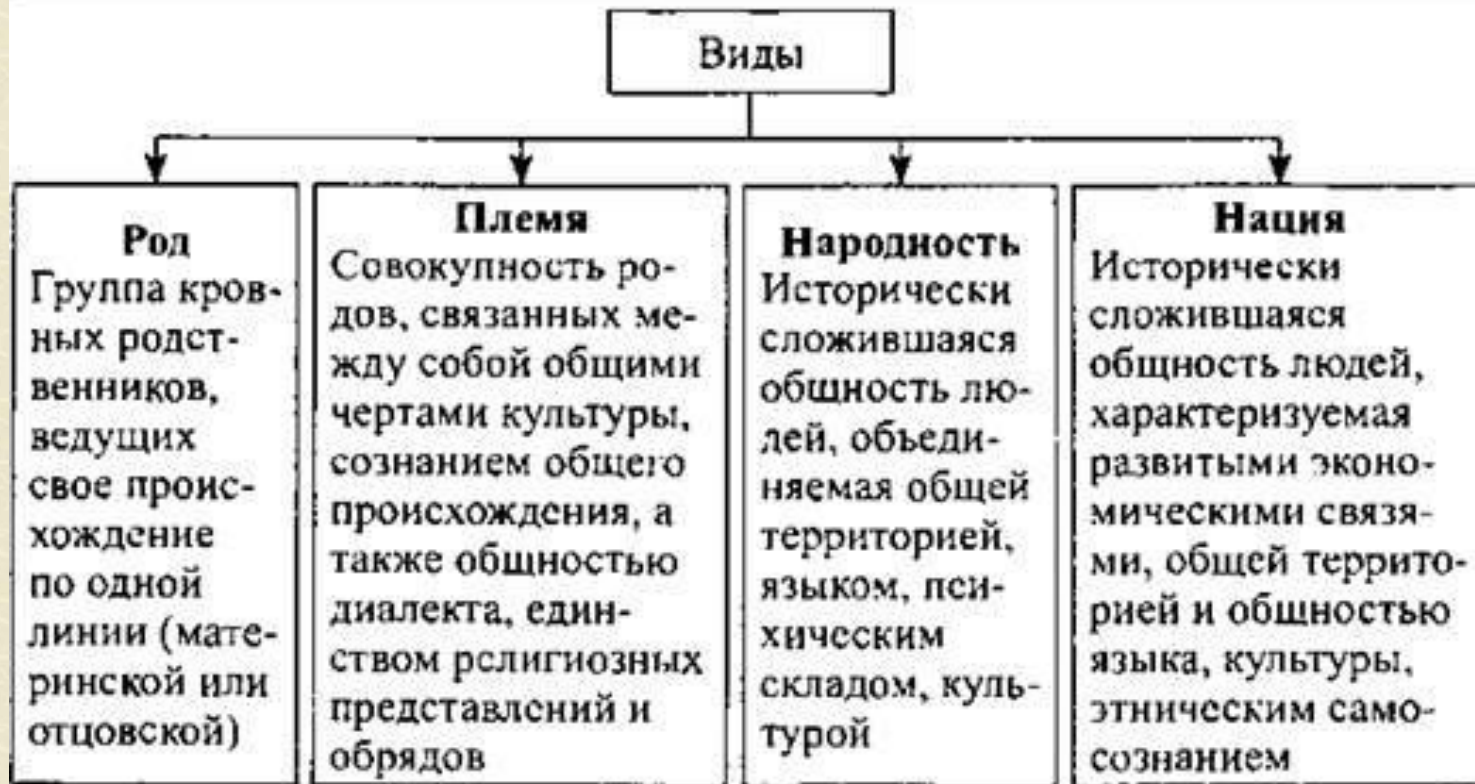 Виды
Род
Группа кров-
ных родст-
венников,
ведущих
свое проис-
хождение
по одной
линии (мате-
ринской или
отцовской)
Племя
Совокупность ро-
дов, связанных ме-
жду собой общими
чертами культуры,
сознанием общего
происхождения, а
также общностью
диалекта, един-
ством религиозных
представлений и
обрядов
Народность
Исторически
сложившаяся
общность лю-
дей, объеди-
няемая общей
территорией,
языком, пси-
хическим
складом, куль-
турой
Нация
Исторически
сложившаяся
общность людей,
характеризуемая
развитыми эконо-
мическими связя-
ми, общей террито-
рией и общностью
языка, культуры,
этническим само-
сознанием